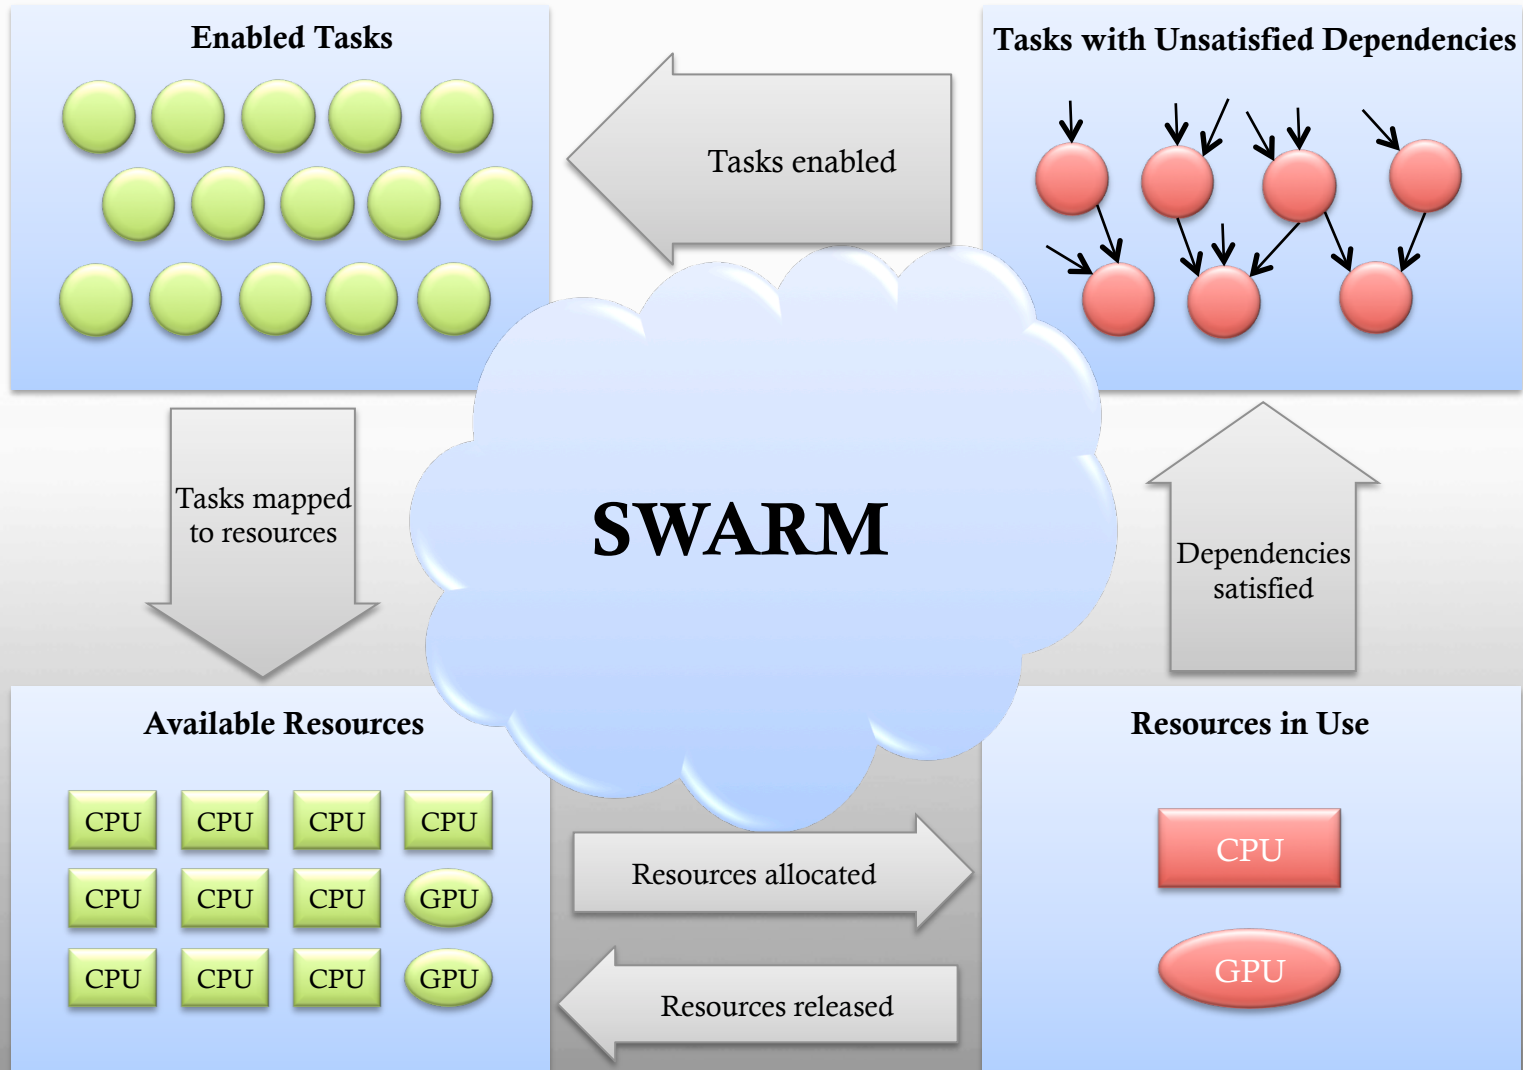 Enabled Tasks
Tasks with Unsatisfied Dependencies
Tasks enabled
Tasks mapped
to resources
SWARM
Dependencies
satisfied
Available Resources
Resources in Use
CPU CPU CPU CPU
CPU CPU CPU GPU
CPU CPU CPU GPU
Resources allocated
Resources released
CPU
GPU